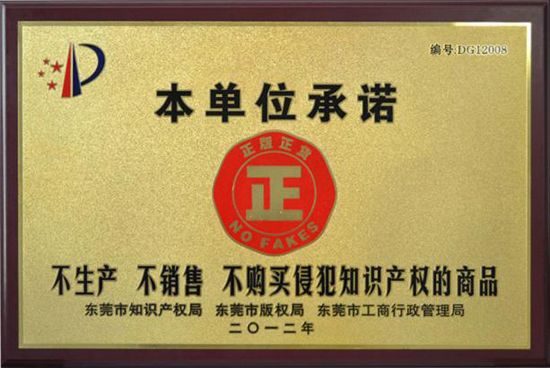 编号.DG12008
本单位承诺
正版正货
正
NO FAKES
不生产 不销售 不购买侵犯知识产权的商品
东莞市知识产权局 东莞市版权局 东莞市工商行政管理局
二〇一二年